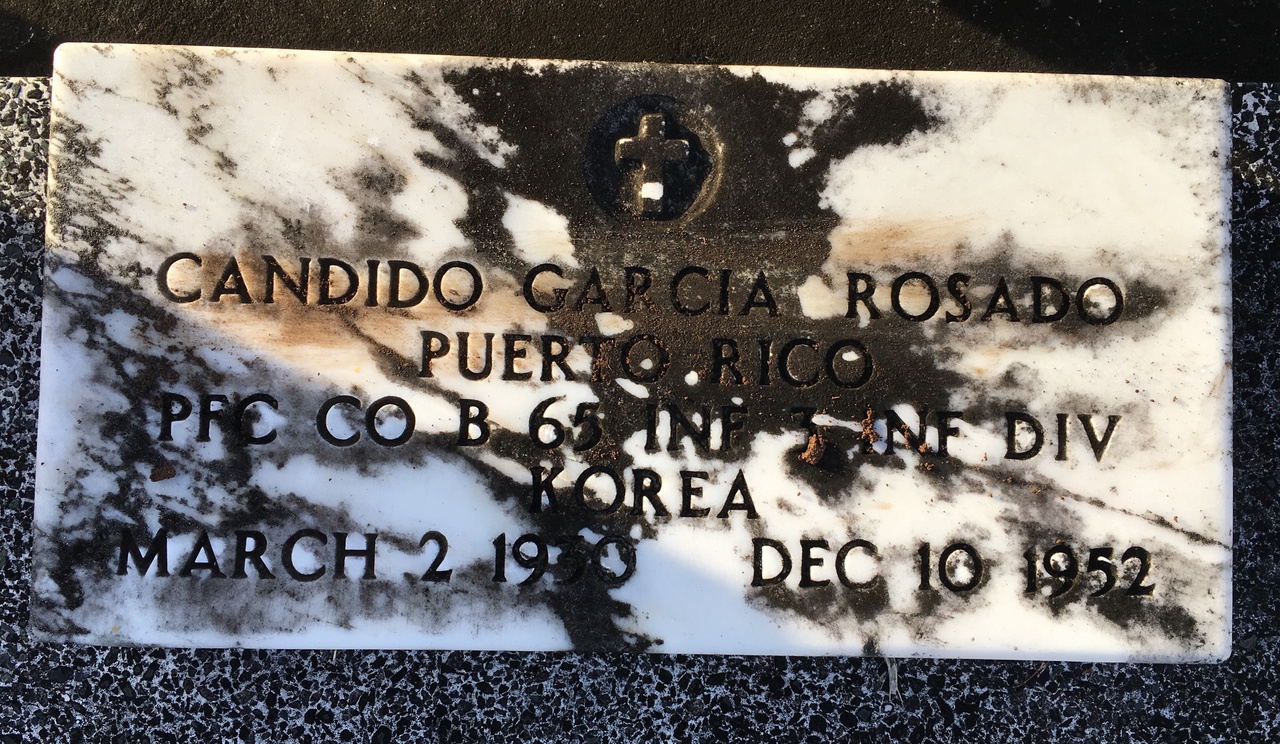 CANDIDO GARCIA ROSADO
PUERTO RICO
PFC CO B 65 INF 3 INF DIV
KOREA
MARCH 2 1930 DEC 10 1952